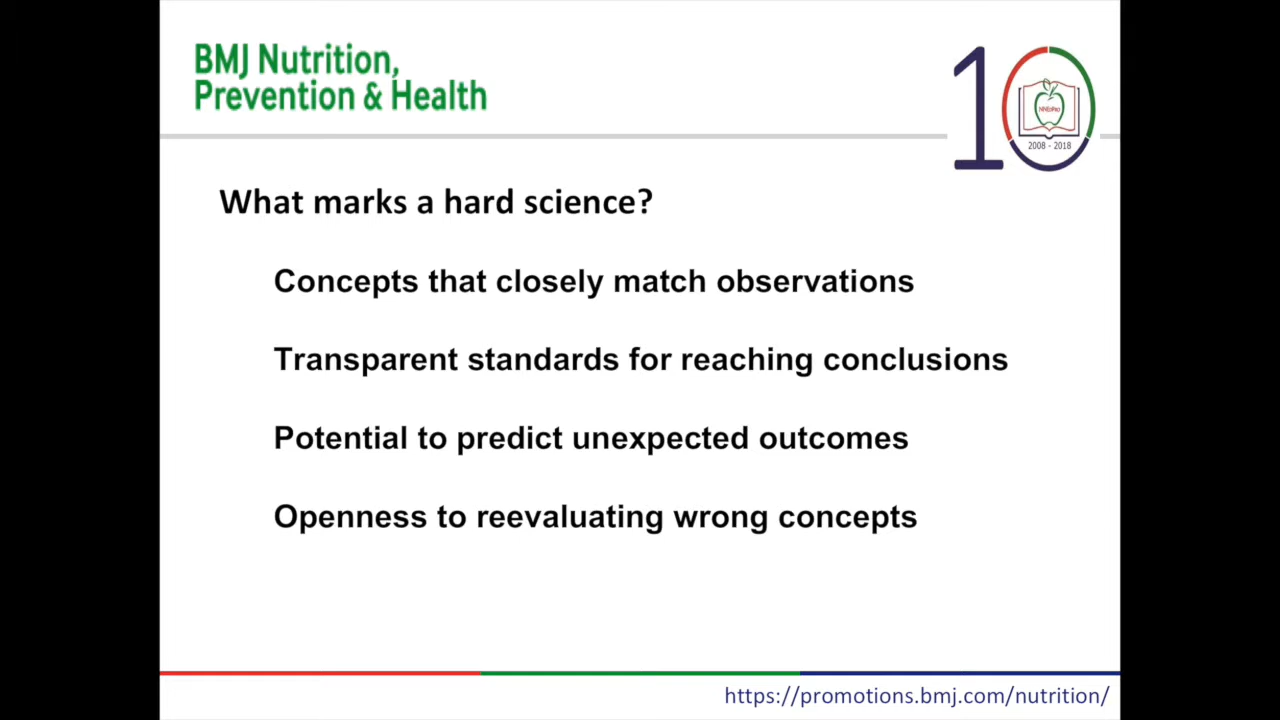 BMJ Nutrition,
Prevention & Health
10
NNEdPro
2008 - 2018
What marks a hard science?
Concepts that closely match observations
Transparent standards for reaching conclusions
Potential to predict unexpected outcomes
Openness to reevaluating wrong concepts
https://promotions.bmj.com/nutrition/